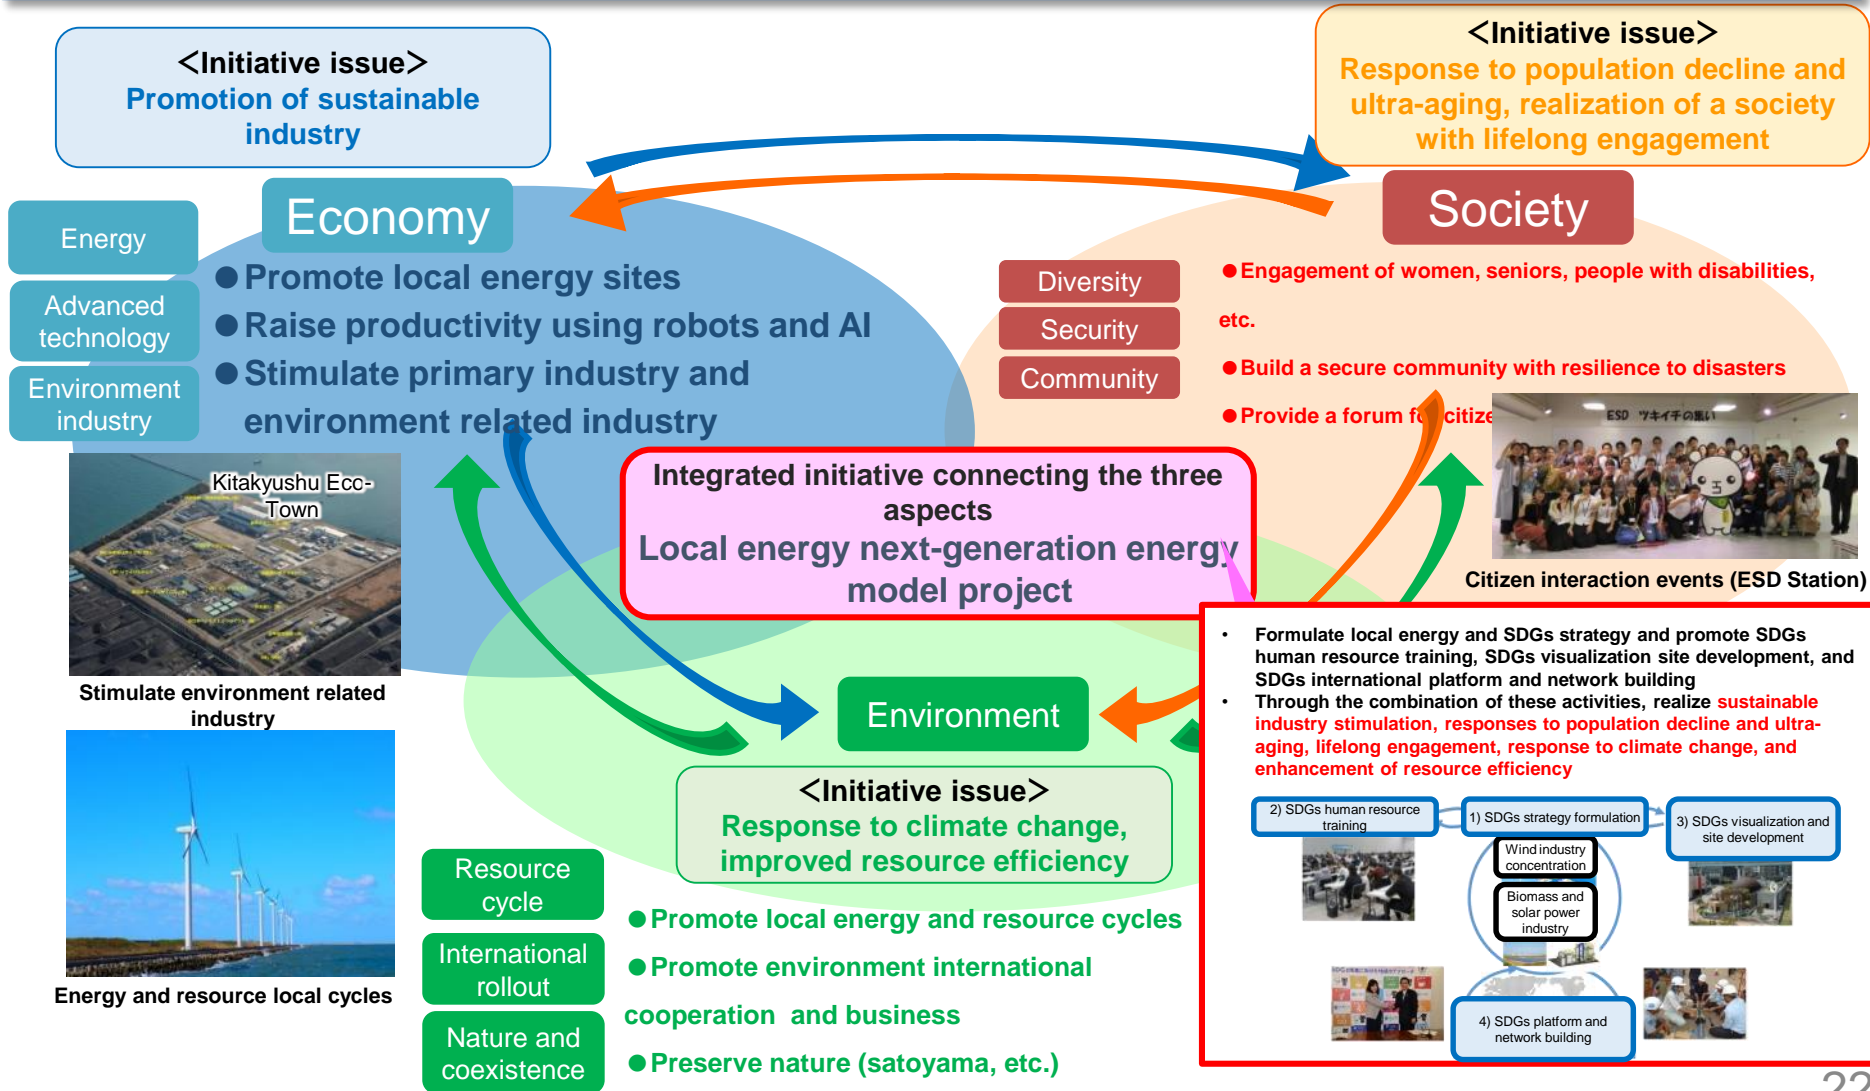 <Initiative issue>
Promotion of sustainable
industry
<Initiative issue>
Response to population decline and
ultra-aging, realization of a society
with lifelong engagement
Economy
Energy
Advanced
technology
Environment
industry
●Promote local energy sites
●Raise productivity using robots and AI
●Stimulate primary industry and
environment related industry
Society
Diversity
Security
Community
●Engagement of women, seniors, people with disabilities,
etc.
●Build a secure community with resilience to disasters
●Provide a forum for citize
Kitakyushu Eco-
Town
Stimulate environment related
industry
Energy and resource local cycles
Integrated initiative connecting the three
aspects
Local energy next-generation energy
model project
ESD ツキイチの集い
Citizen interaction events (ESD Station)
Environment
<Initiative issue>
Response to climate change,
improved resource efficiency
Resource
cycle
International
rollout
Nature and
coexistence
●Promote local energy and resource cycles
●Promote environment international
cooperation and business
●Preserve nature (satoyama, etc.)
• Formulate local energy and SDGs strategy and promote SDGs
human resource training, SDGs visualization site development, and
SDGs international platform and network building
• Through the combination of these activities, realize sustainable
industry stimulation, responses to population decline and ultra-
aging, lifelong engagement, response to climate change, and
enhancement of resource efficiency
2) SDGs human resource
training
1) SDGs strategy formulation
3) SDGs visualization and
site development
Wind industry
concentration
Biomass and
solar power
industry
4) SDGs platform and
network building